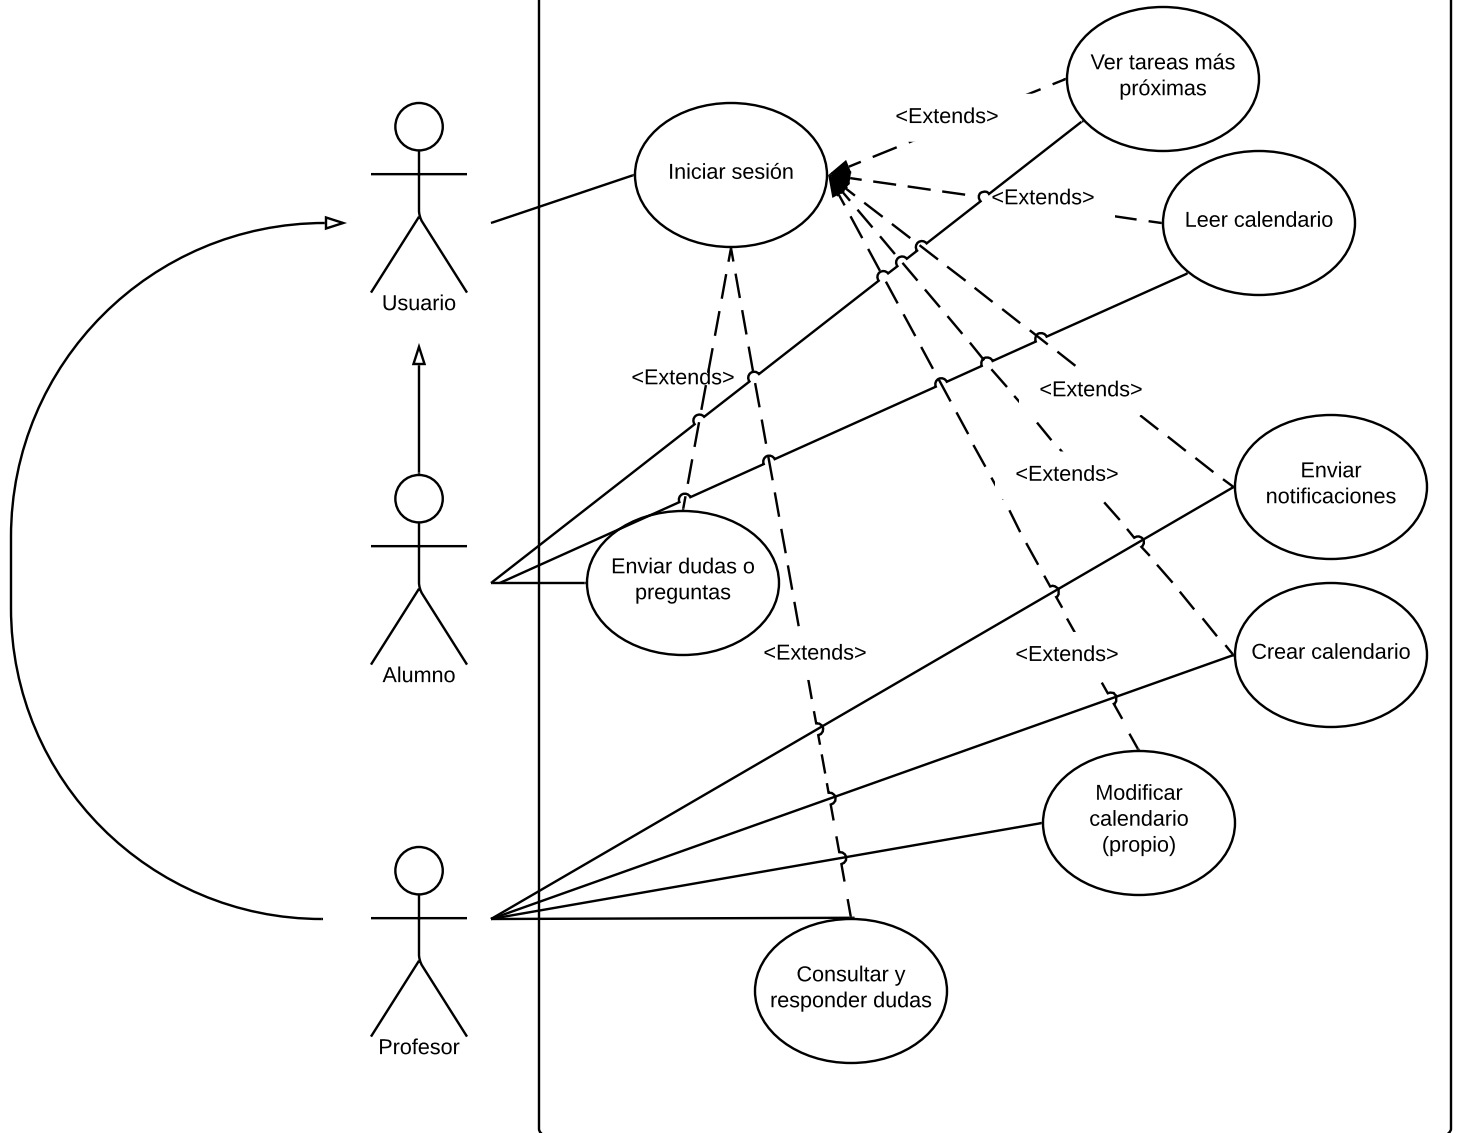 Ver tareas más
próximas
<Extends>
Iniciar sesión
<Extends>
Leer calendario
Usuario
<Extends>
<Extends>
Enviar
notificaciones
<Extends>
Enviar dudas o
preguntas
<Extends>
<Extends>
Crear calendario
Alumno
Modificar
calendario
(propio)
Consultar y
responder dudas
Profesor